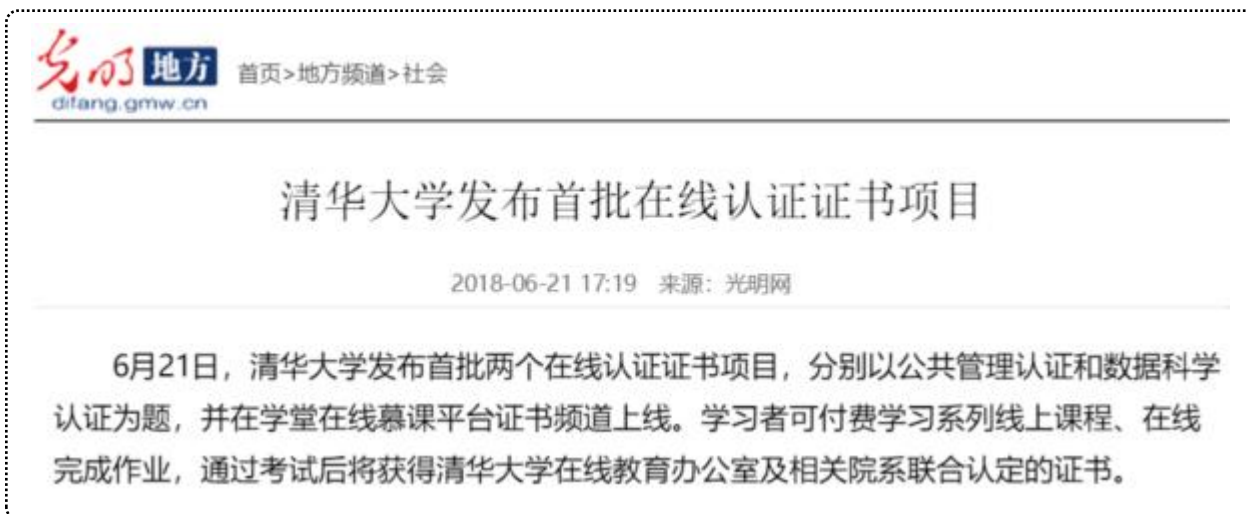 光明 地方 首页>地方频道>社会
difang.gmw.cn
清华大学发布首批在线认证证书项目
2018-06-21 17:19 来源：光明网
6月21日，清华大学发布首批两个在线认证证书项目，分别以公共管理认证和数据科学
认证为题，并在学堂在线慕课平台证书频道上线。学习者可付费学习系列线上课程、在线
完成作业，通过考试后将获得清华大学在线教育办公室及相关院系联合认定的证书。